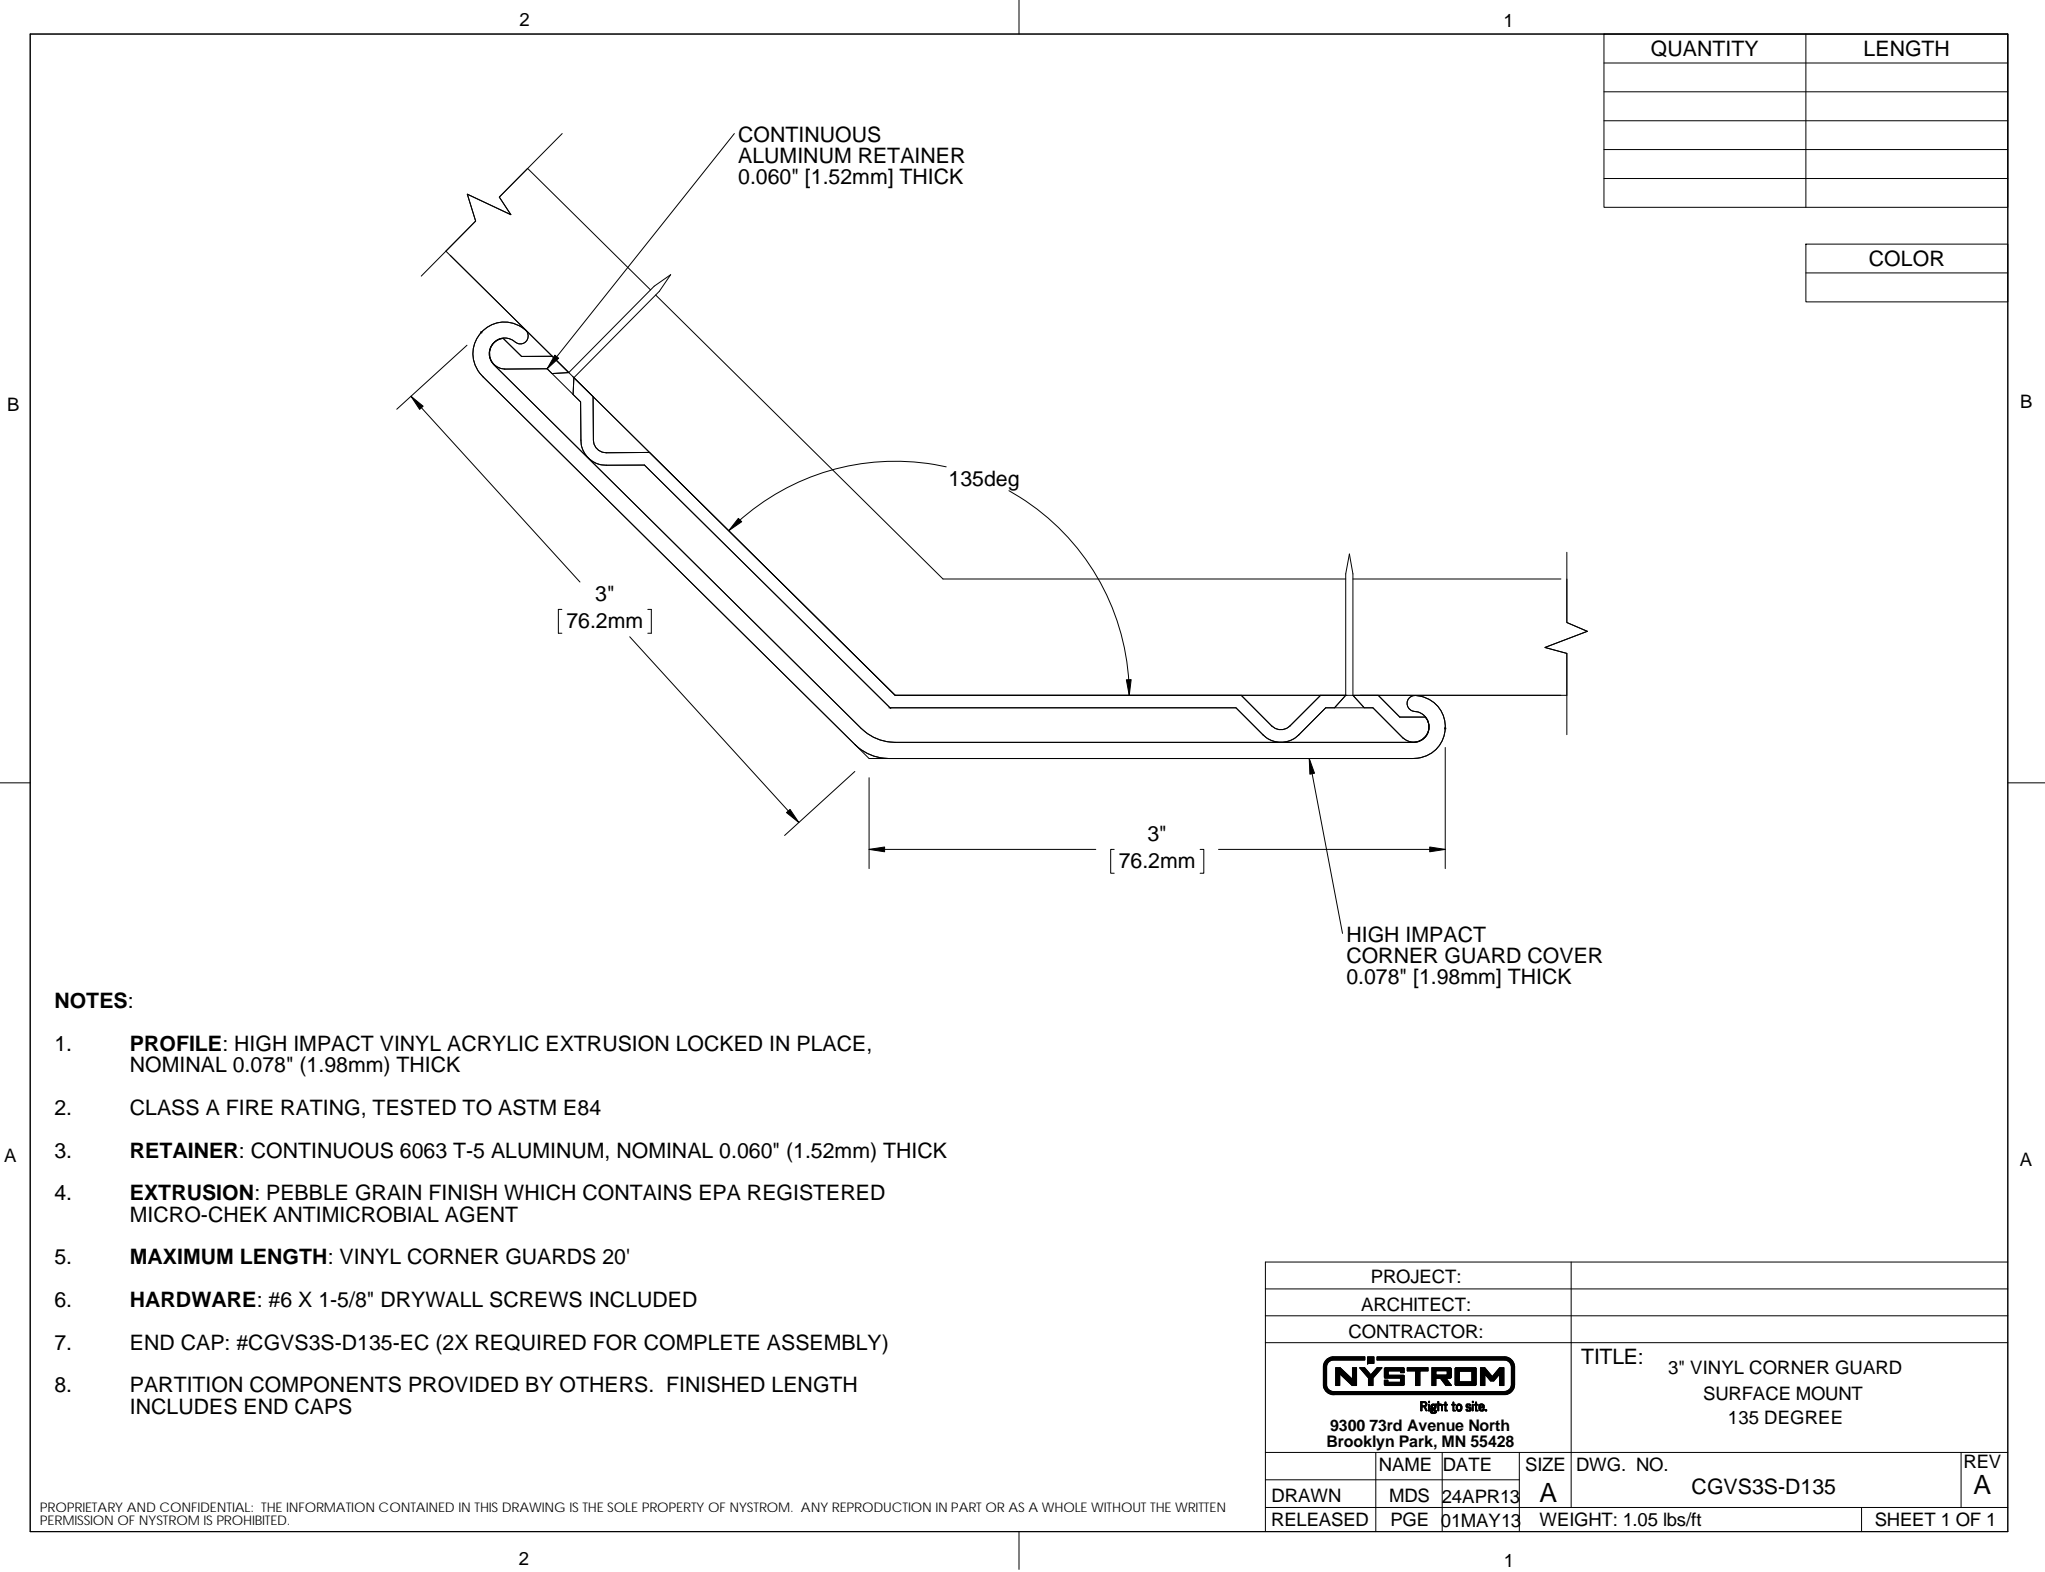 2
1
QUANTITY LENGTH
COLOR
CONTINUOUS
ALUMINUM RETAINER
0.060" [1.52mm] THICK
B
B
135deg
3"
[76.2mm]
3"
[76.2mm]
HIGH IMPACT
CORNER GUARD COVER
0.078" [1.98mm] THICK
NOTES:
1. PROFILE: HIGH IMPACT VINYL ACRYLIC EXTRUSION LOCKED IN PLACE,
NOMINAL 0.078" (1.98mm) THICK
2. CLASS A FIRE RATING, TESTED TO ASTM E84
3. RETAINER: CONTINUOUS 6063 T-5 ALUMINUM, NOMINAL 0.060" (1.52mm) THICK
4. EXTRUSION: PEBBLE GRAIN FINISH WHICH CONTAINS EPA REGISTERED
MICRO-CHEK ANTIMICROBIAL AGENT
5. MAXIMUM LENGTH: VINYL CORNER GUARDS 20'
6. HARDWARE: #6 X 1-5/8" DRYWALL SCREWS INCLUDED
7. END CAP: #CGVS3S-D135-EC (2X REQUIRED FOR COMPLETE ASSEMBLY)
8. PARTITION COMPONENTS PROVIDED BY OTHERS. FINISHED LENGTH
INCLUDES END CAPS
A
A
PROJECT:
ARCHITECT:
CONTRACTOR:
NYSTROM
Right to site.
9300 73rd Avenue North
Brooklyn Park, MN 55428
TITLE: 3" VINYL CORNER GUARD
SURFACE MOUNT
135 DEGREE
NAME DATE SIZE DWG. NO. REV
DRAWN MDS 24APR13 A CGVS3S-D135 A
RELEASED PGE 01MAY13 WEIGHT: 1.05 lbs/ft SHEET 1 OF 1
PROPRIETARY AND CONFIDENTIAL: THE INFORMATION CONTAINED IN THIS DRAWING IS THE SOLE PROPERTY OF NYSTROM. ANY REPRODUCTION IN PART OR AS A WHOLE WITHOUT THE WRITTEN
PERMISSION OF NYSTROM IS PROHIBITED.
2
1